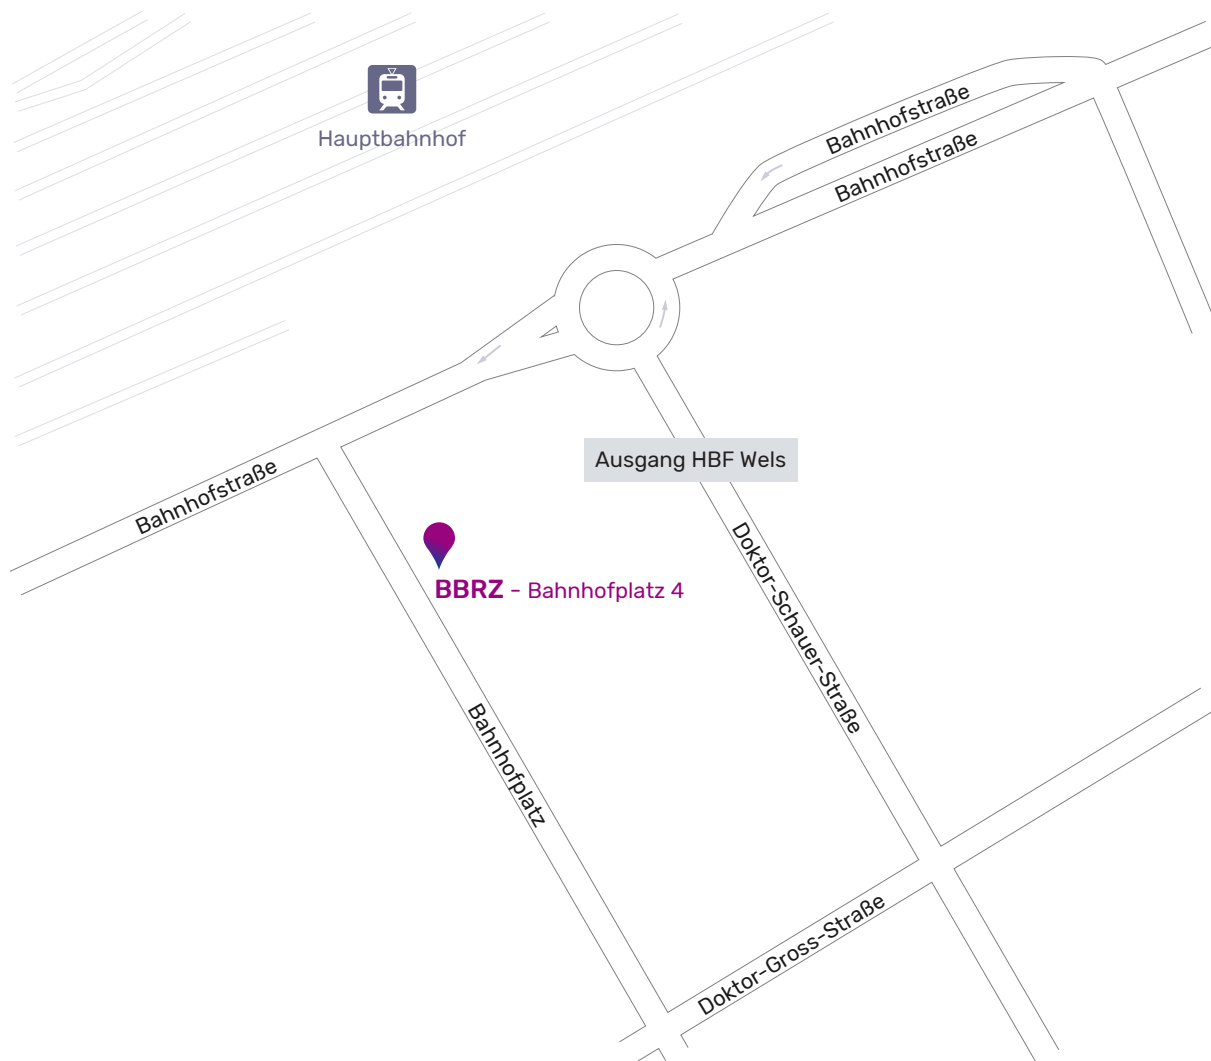 Bahnhofstraße
Hauptbahnhof
Bahnhofstraße
Ausgang HBF Wels
Bahnhofstraße
Doktor-Schauer-Straße
BBRZ - Bahnhofplatz 4
Bahnhofplatz
Doktor-Gross-Straße